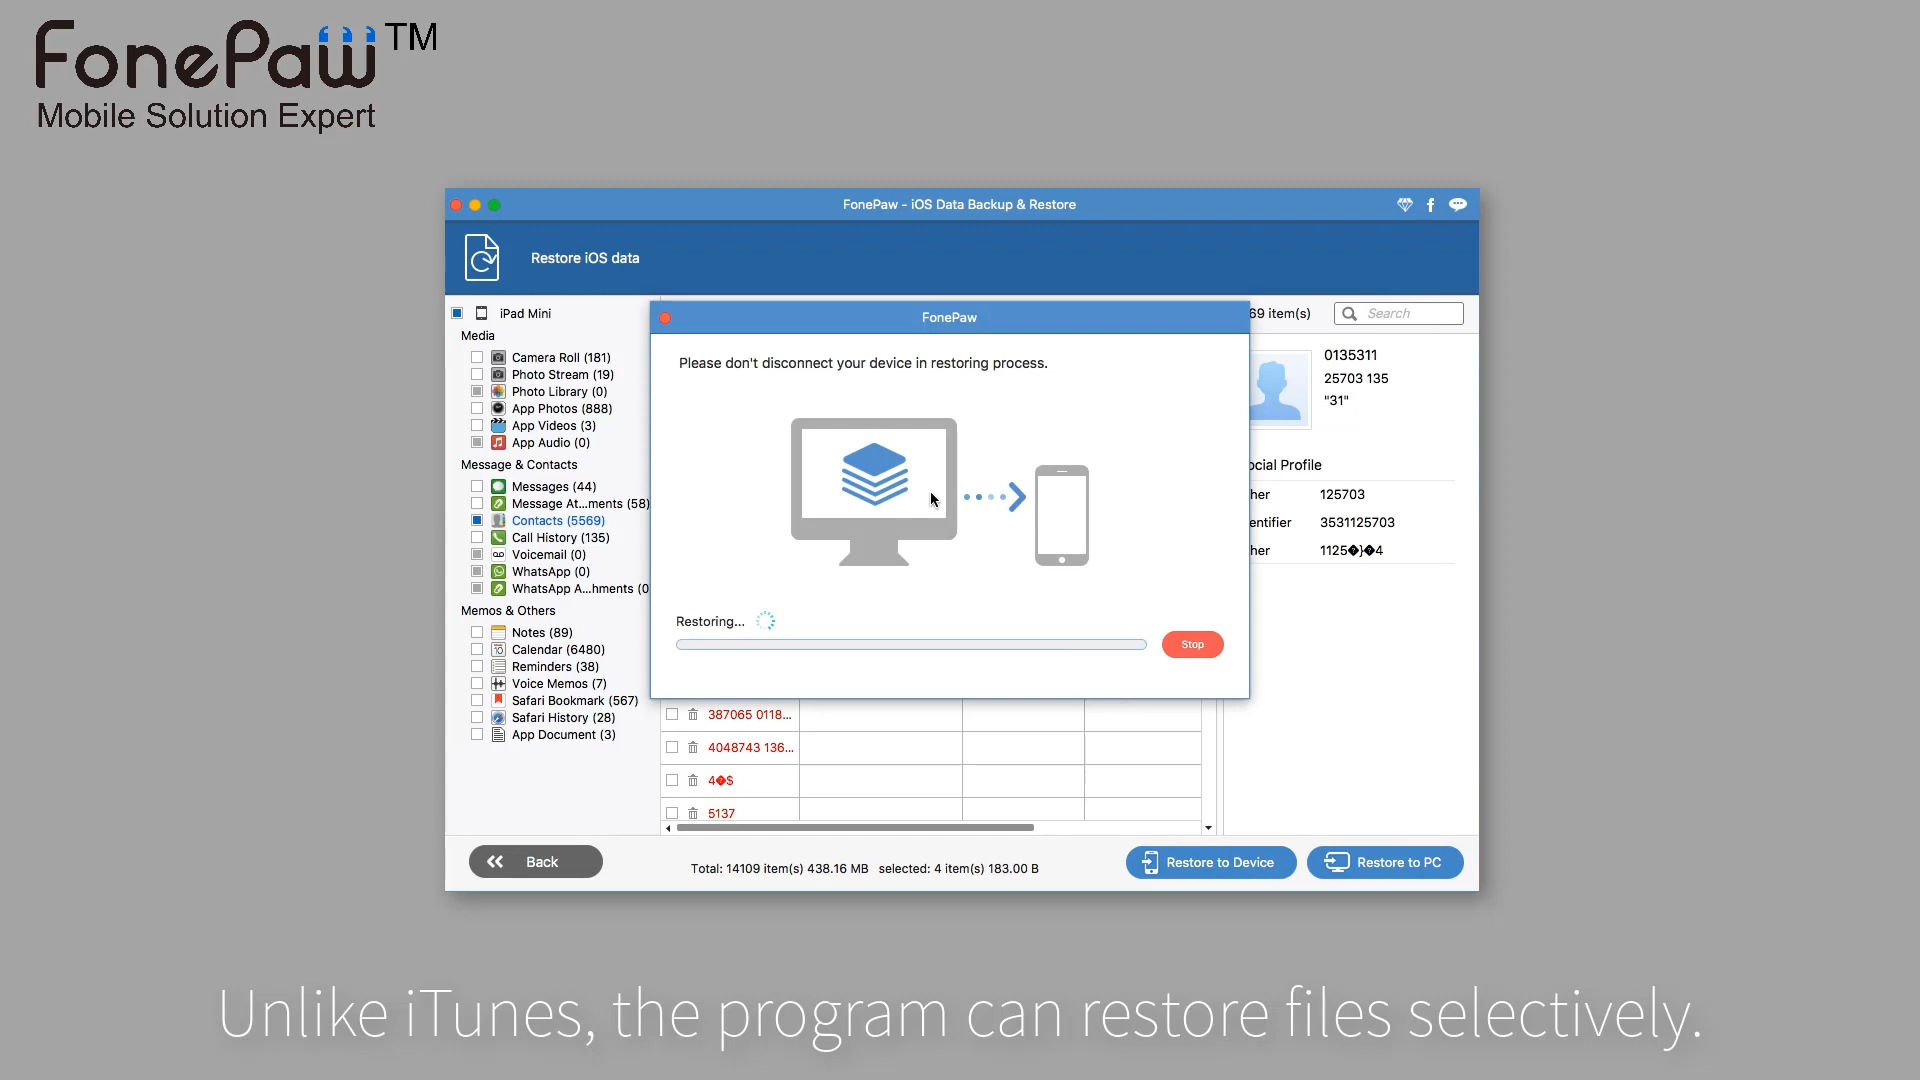 FonePaw™
Mobile Solution Expert
FonePaw - iOS Data Backup & Restore
Restore iOS data
iPad Mini
Media
Camera Roll (181)
Photo Stream (19)
Photo Library (0)
App Photos (888)
App Videos (3)
App Audio (0)
Message & Contacts
Messages (44)
Message At...ments (58)
Contacts (5569)
Call History (135)
Voicemail (0)
WhatsApp (0)
WhatsApp A...hments (0
Memos & Others
Notes (89)
Calendar (6480)
Reminders (38)
Voice Memos (7)
Safari Bookmark (567)
Safari History (28)
App Document (3)
FonePaw
Please don't disconnect your device in restoring process.
Restoring...
Stop
69 item(s)
Search
0135311
25703 135
"31"
ocial Profile
her 125703
entifier 3531125703
her 1125�}�4
387065 0118...
4048743 136...
4�$
5137
Back
Total: 14109 item(s) 438.16 MB selected: 4 item(s) 183.00 B
Restore to Device
Restore to PC
Unlike iTunes, the program can restore files selectively.